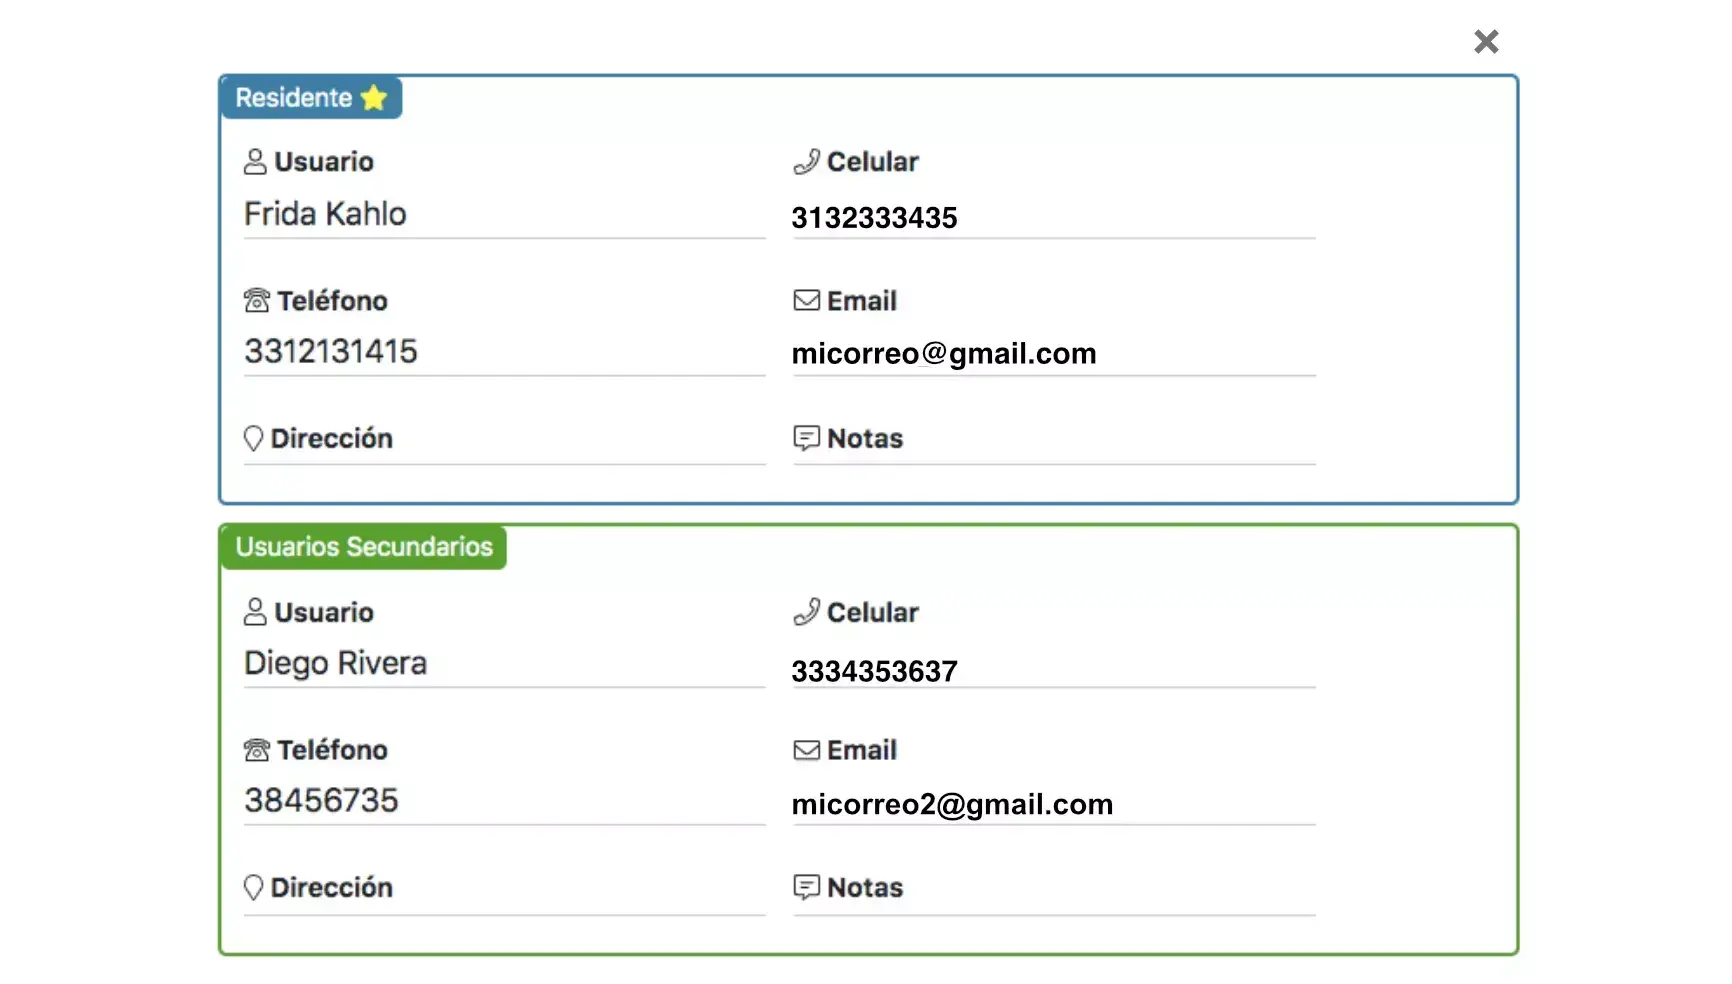 Residente
Usuario
Celular
Frida Kahlo
3132333435
Teléfono
Email
3312131415
micorreo@gmail.com
Dirección
Notas
Usuarios Secundarios
Usuario
Celular
Diego Rivera
3334353637
Teléfono
Email
38456735
micorreo2@gmail.com
Dirección
Notas